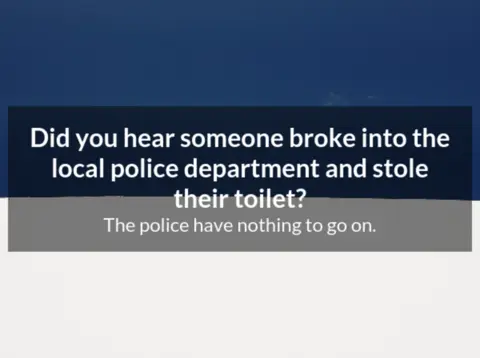 Did you hear someone broke into the
local police department and stole
their toilet?
The police have nothing to go on.